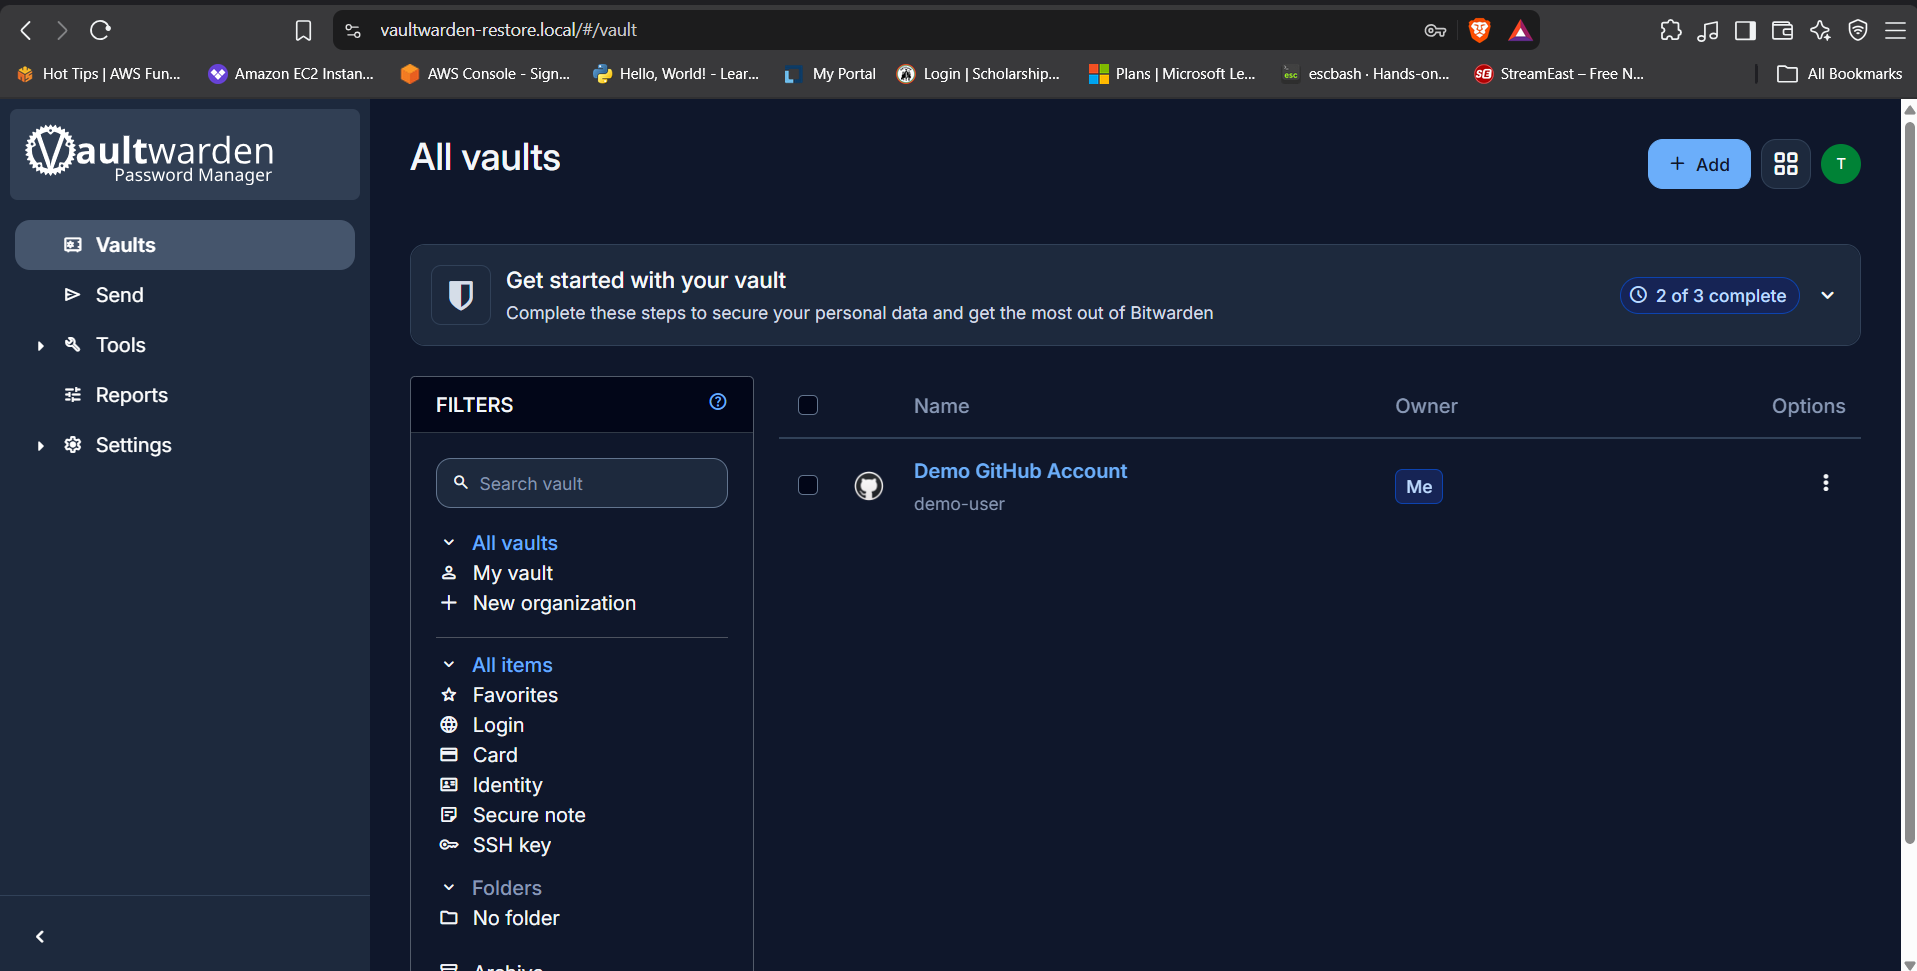 vaultwarden-restore.local/#/vault
Hot Tips | AWS Fun...
Amazon EC2 Instan...
AWS Console - Sign...
Hello, World! - Lear...
My Portal
Login | Scholarship...
Plans | Microsoft Le...
esc
escbash · Hands-on...
SE
StreamEast – Free N...
All Bookmarks
Vaultwarden
Password Manager
Vaults
Send
Tools
Reports
Settings
All vaults
+ Add
T
Get started with your vault
Complete these steps to secure your personal data and get the most out of Bitwarden
2 of 3 complete
FILTERS
Search vault
All vaults
My vault
New organization
All items
Favorites
Login
Card
Identity
Secure note
SSH key
Folders
No folder
Archive
Name
Owner
Options
Demo GitHub Account
demo-user
Me